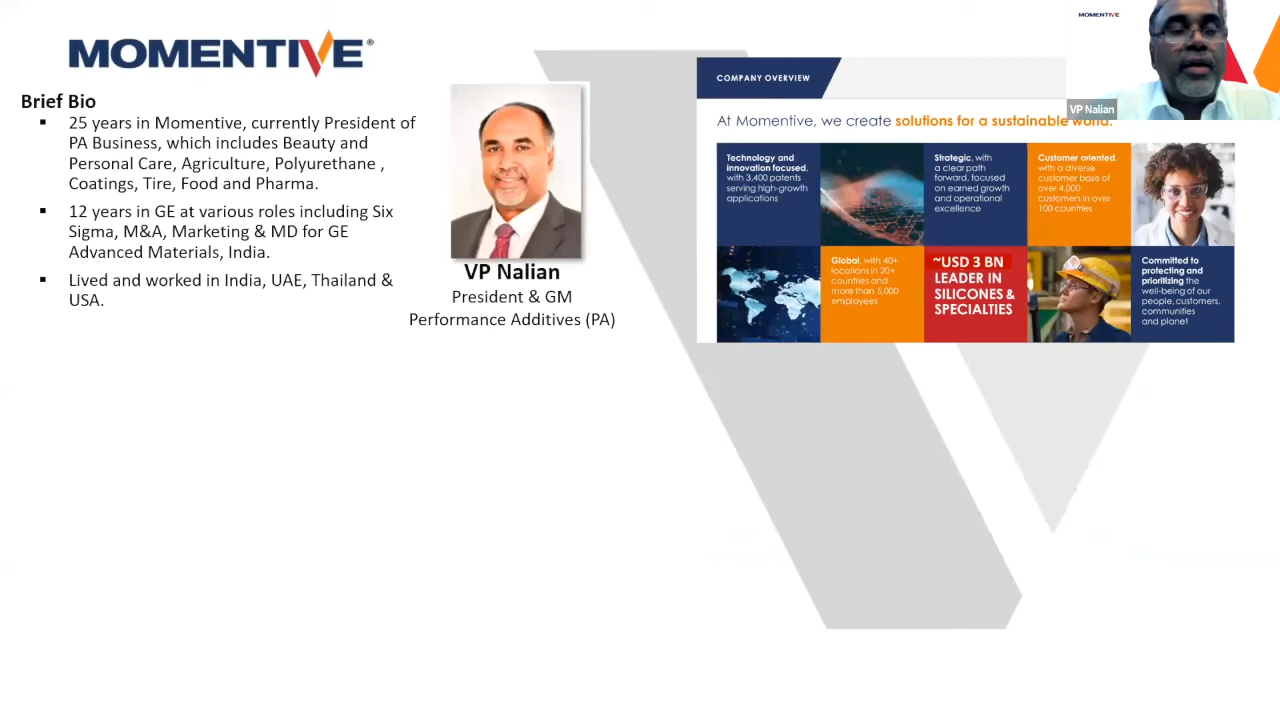 MOMENTIVE®
Brief Bio
▪ 25 years in Momentive, currently President of
PA Business, which includes Beauty and
Personal Care, Agriculture, Polyurethane ,
Coatings, Tire, Food and Pharma.
▪ 12 years in GE at various roles including Six
Sigma, M&A, Marketing & MD for GE
Advanced Materials, India.
▪ Lived and worked in India, UAE, Thailand &
USA.
VP Nalian
President & GM
Performance Additives (PA)
COMPANY OVERVIEW
At Momentive, we create solutions for a sustainable world.
Technology and
innovation focused,
with 3,400 patents
serving high-growth
applications
Strategic, with
a clear path
forward, focused
on earned growth
and operational
excellence
Customer oriented,
with a diverse
customer base of
over 4,000
customers in over
100 countries
Global, with 40+
locations in 20+
countries and
more than 5,000
employees
~USD 3 BN
LEADER IN
SILICONES &
SPECIALTIES
Committed to
protecting and
prioritizing the
well-being of our
people, customers,
communities
and planet
MOMENTIVE
VP Nalian